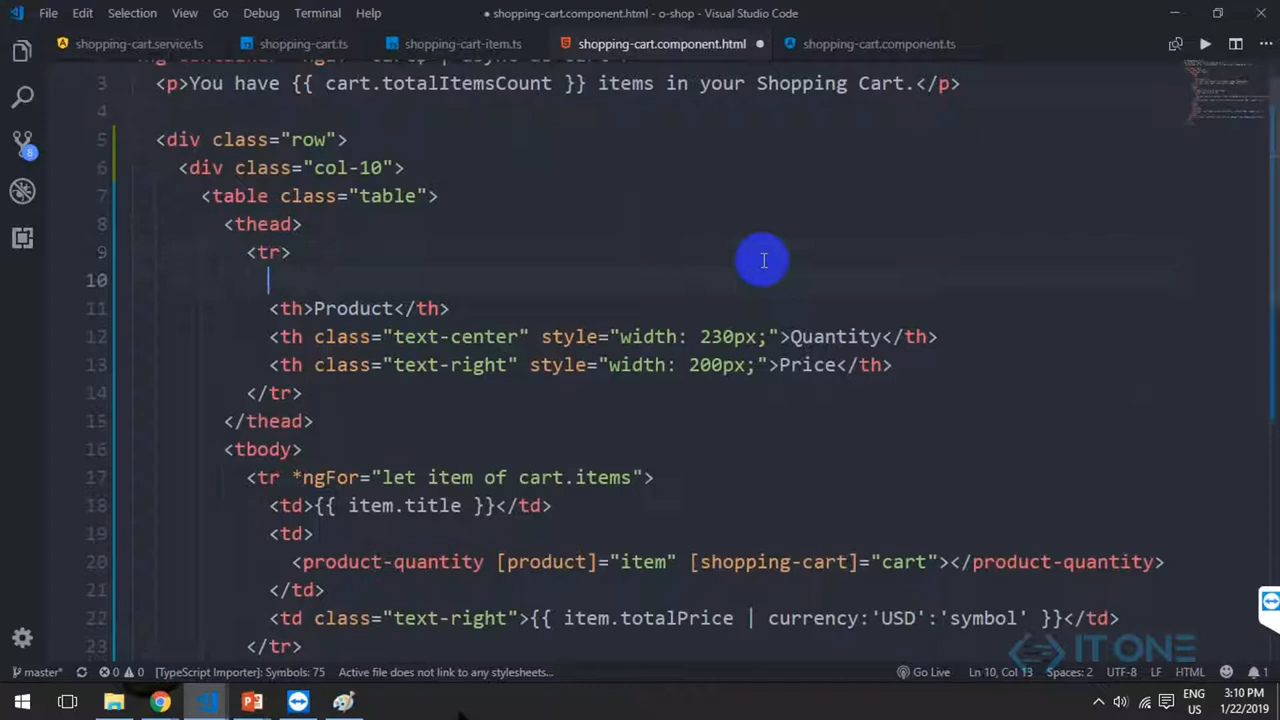 File Edit Selection View Go Debug Terminal Help
shopping-cart.component.html - o-shop - Visual Studio Code
shopping-cart.service.ts shopping-cart.ts shopping-cart-item.ts shopping-cart.component.html shopping-cart.component.ts
3 <p>You have {{ cart.totalItemsCount }} items in your Shopping Cart.</p>
4
5 <div class="row">
6 <div class="col-10">
7 <table class="table">
8 <thead>
9 <tr>
10
11 <th>Product</th>
12 <th class="text-center" style="width: 230px;">Quantity</th>
13 <th class="text-right" style="width: 200px;">Price</th>
14 </tr>
15 </thead>
16 <tbody>
17 <tr *ngFor="let item of cart.items">
18 <td>{{ item.title }}</td>
19 <td>
20 <product-quantity [product]="item" [shopping-cart]="cart"></product-quantity>
21 </td>
22 <td class="text-right">{{ item.totalPrice | currency:'USD':'symbol' }}</td>
23 </tr>
IT ONE
master* 0 0 [TypeScript Importer]: Symbols: 75 Active file does not link to any stylesheets... Go Live Ln 10, Col 13 Spaces: 2 UTF-8 LF HTML 1
ENG 3:10 PM
US 1/22/2019